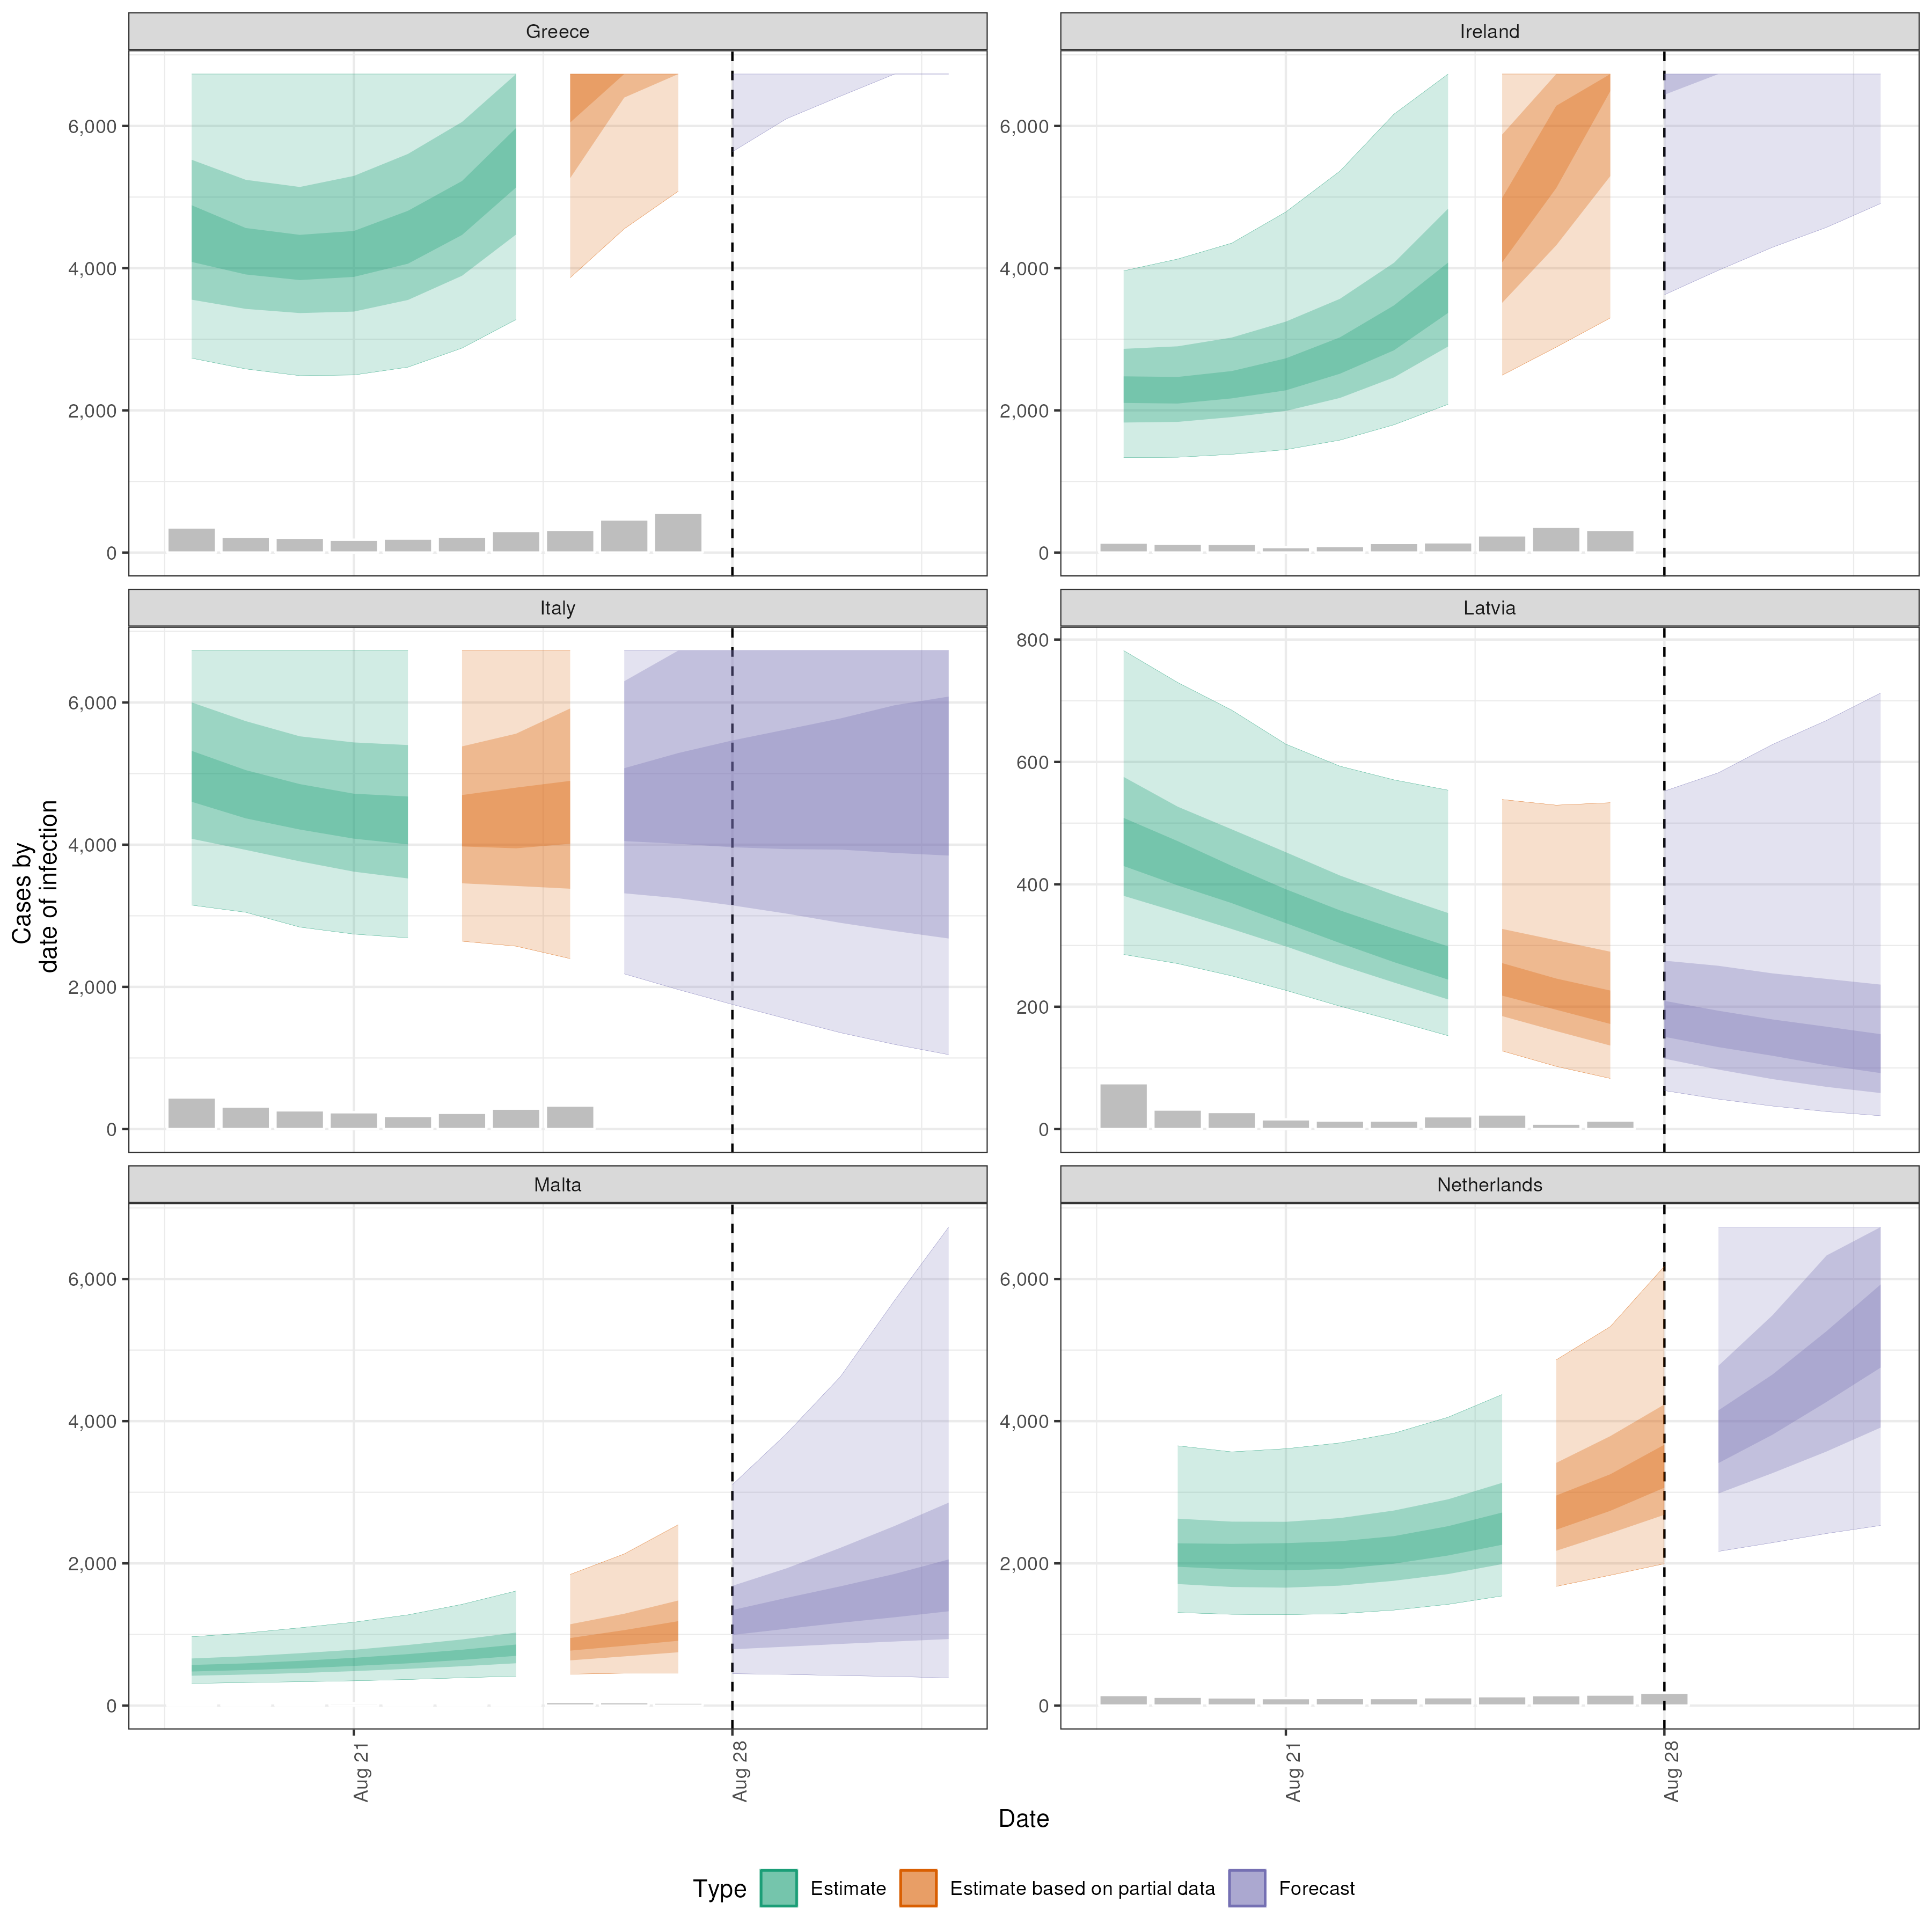 Greece
Ireland
6,000
4,000
2,000
0
6,000
4,000
2,000
0
Italy
Latvia
6,000
4,000
2,000
0
800
600
400
200
0
Cases by
date of infection
Malta
Netherlands
6,000
4,000
2,000
0
6,000
4,000
2,000
0
Aug 21
Aug 28
Aug 21
Aug 28
Date
Type Estimate Estimate based on partial data Forecast